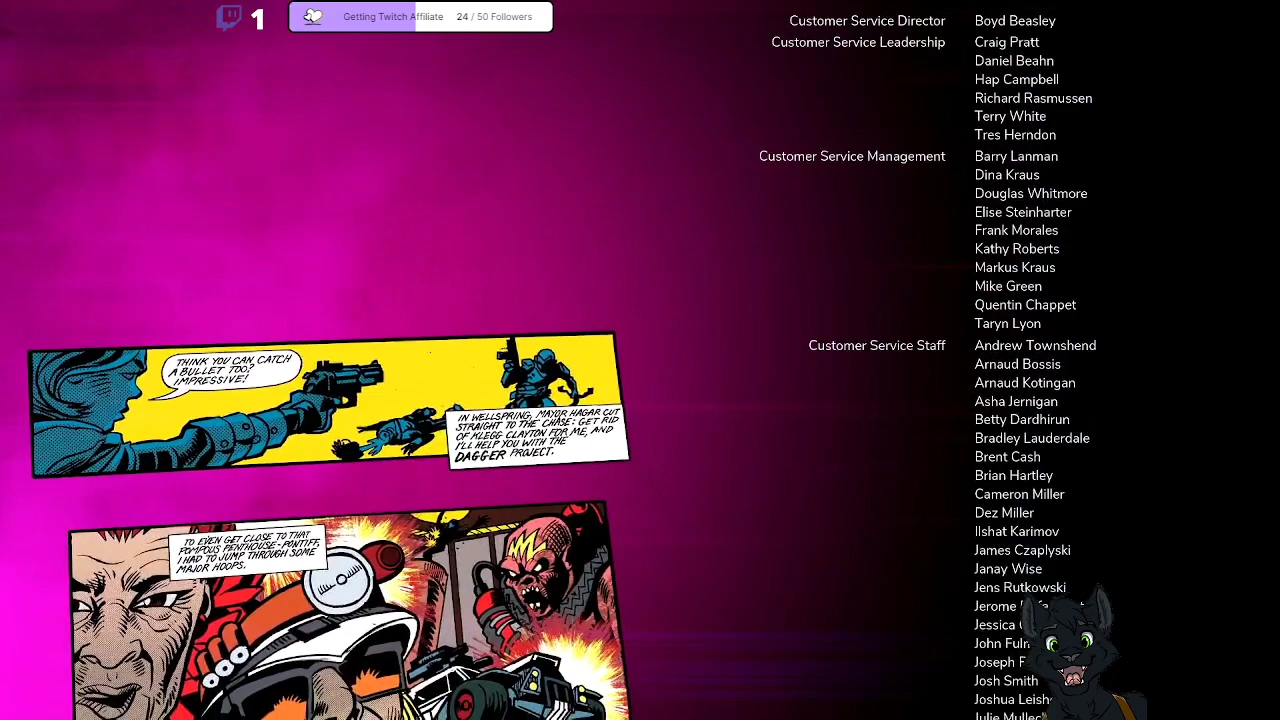 1
Getting Twitch Affiliate 24 / 50 Followers
Customer Service Director Boyd Beasley
Customer Service Leadership Craig Pratt
Daniel Beahn
Hap Campbell
Richard Rasmussen
Terry White
Tres Herndon
Customer Service Management Barry Lanman
Dina Kraus
Douglas Whitmore
Elise Steinharter
Frank Morales
Kathy Roberts
Markus Kraus
Mike Green
Quentin Chappet
Taryn Lyon
Customer Service Staff Andrew Townshend
Arnaud Bossis
Arnaud Kotingan
Asha Jernigan
Betty Dardhirun
Bradley Lauderdale
Brent Cash
Brian Hartley
Cameron Miller
Dez Miller
Ilshat Karimov
James Czaplyski
Janay Wise
Jens Rutkowski
Jerome
Jessica
John
Joseph
Josh Smith
Joshua
Julie
THINK YOU CAN CATCH
A BULLET TOO?
IMPRESSIVE!
IN WELLSPRING, MAYOR HAGAR CUT
STRAIGHT TO THE CHASE: GET RID
OF KLEGG CLAYTON FOR ME, AND
I'LL HELP YOU WITH THE
DAGGER PROJECT.
TO EVEN GET CLOSE TO THAT
POMPOUS PENTHOUSE-PONTIFF,
I HAD TO JUMP THROUGH SOME
MAJOR HOOPS.